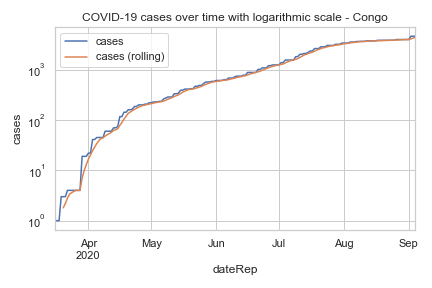 COVID-19 cases over time with logarithmic scale - Congo
cases
cases (rolling)
10³
10²
10¹
10⁰
cases
Apr
2020
May
Jun
Jul
Aug
Sep
dateRep